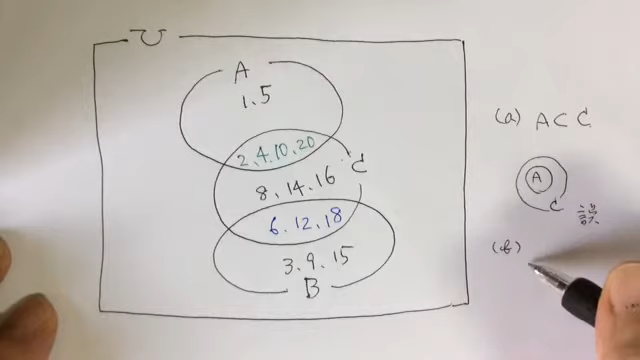 U
A
1,5
2,4,10,20
C
8,14,16
6,12,18
3,9,15
B
(a) A⊂C
A
C
誤
(b)